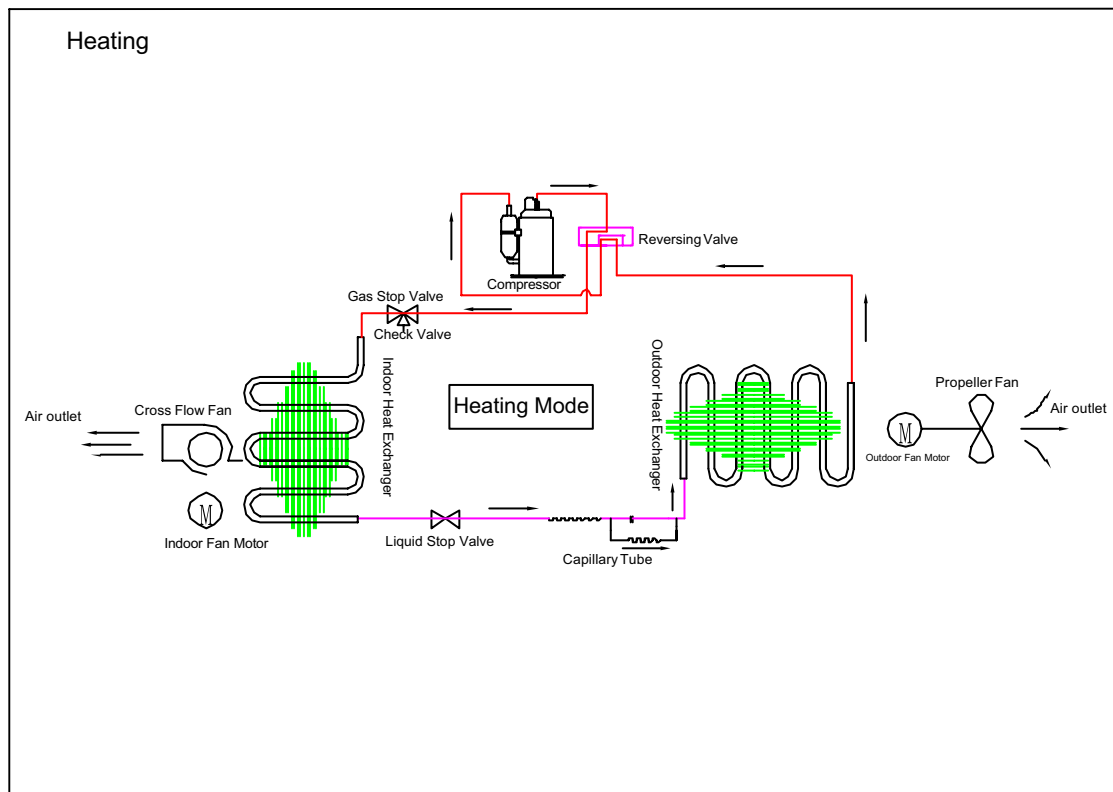 Heating
Reversing Valve
Compressor
Gas Stop Valve
Check Valve
Indoor Heat Exchanger
Outdoor Heat Exchanger
Heating Mode
Propeller Fan
Air outlet
Cross Flow Fan
Air outlet
M
Outdoor Fan Motor
M
Indoor Fan Motor
Liquid Stop Valve
Capillary Tube